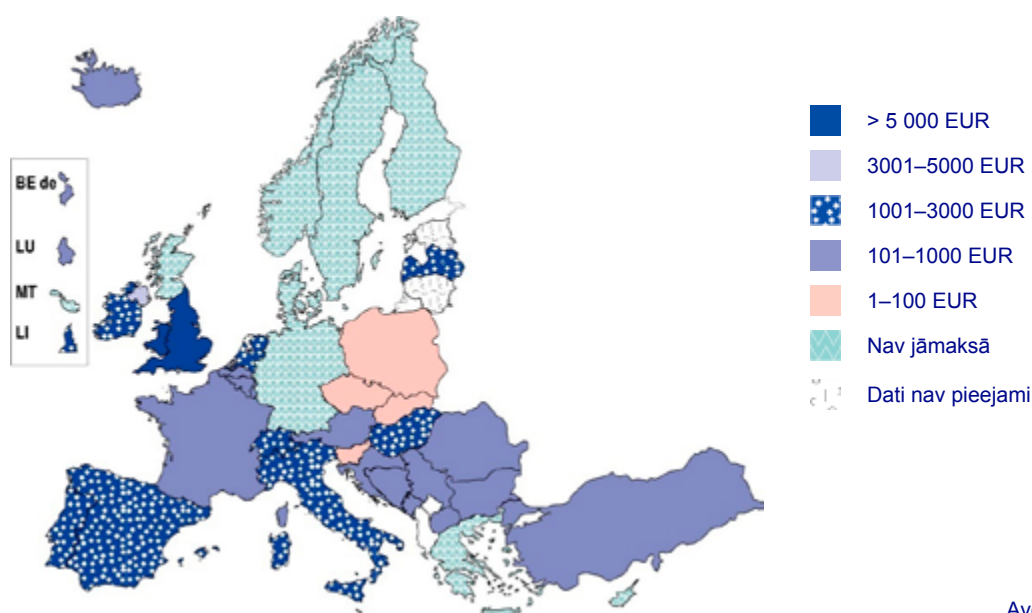 BE de
LU
MT
LI
> 5 000 EUR
3001–5000 EUR
1001–3000 EUR
101–1000 EUR
1–100 EUR
Nav jāmaksā
Dati nav pieejami